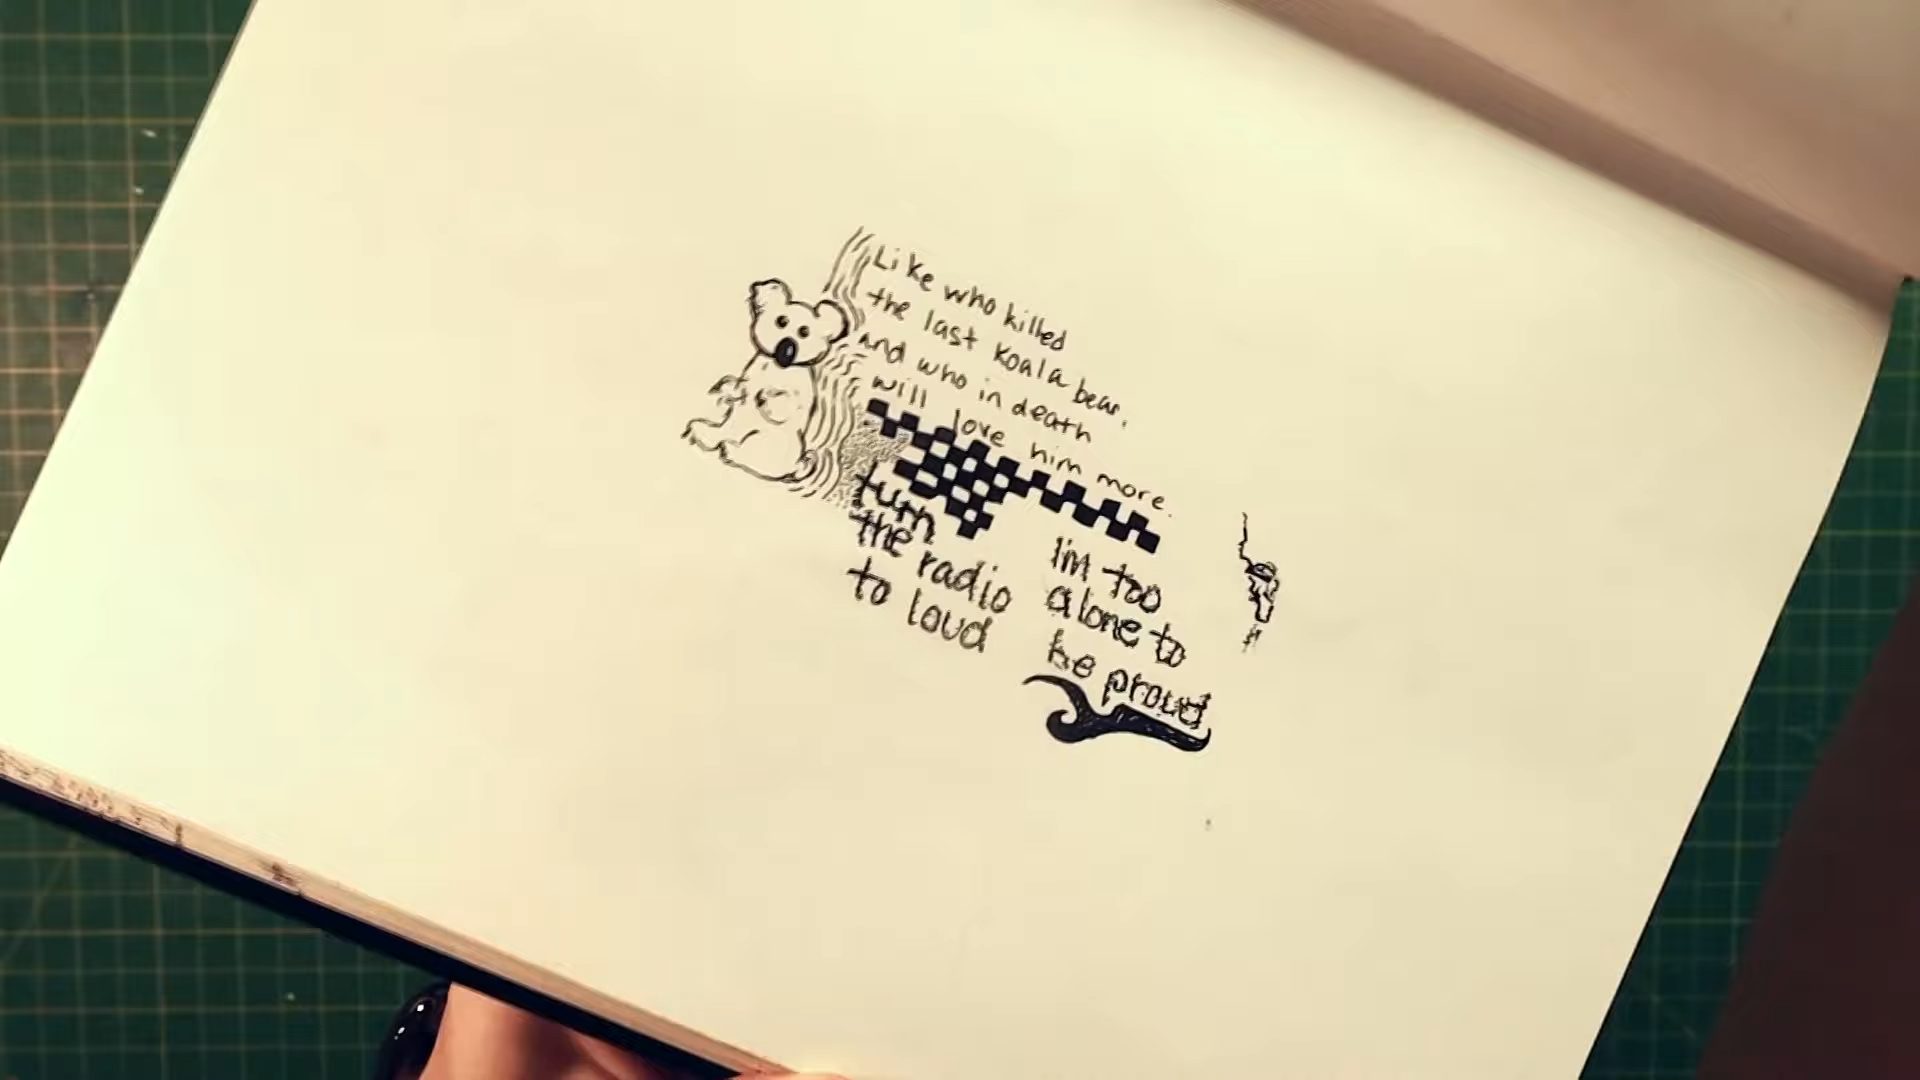 Like who killed
the last koala bear.
and who in death
will love him more.
turn
the radio
to loud
I'm too
alone to
be proud